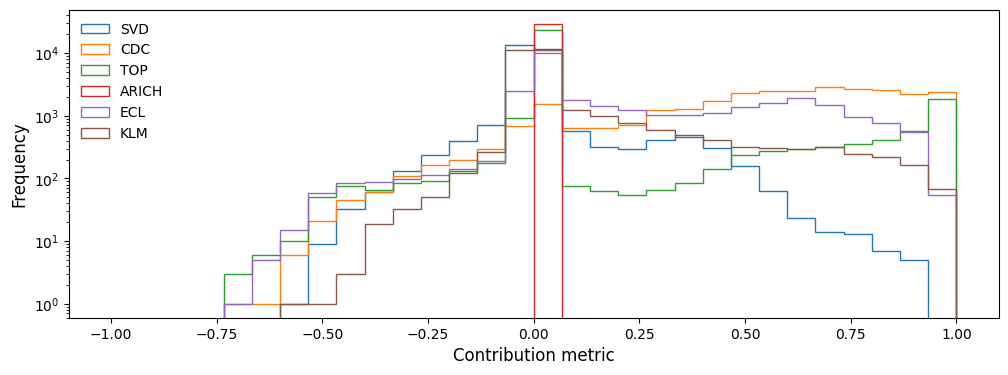 SVD
CDC
TOP
ARICH
ECL
KLM
Frequency
10⁴
10³
10²
10¹
10⁰
−1.00 −0.75 −0.50 −0.25 0.00 0.25 0.50 0.75 1.00
Contribution metric